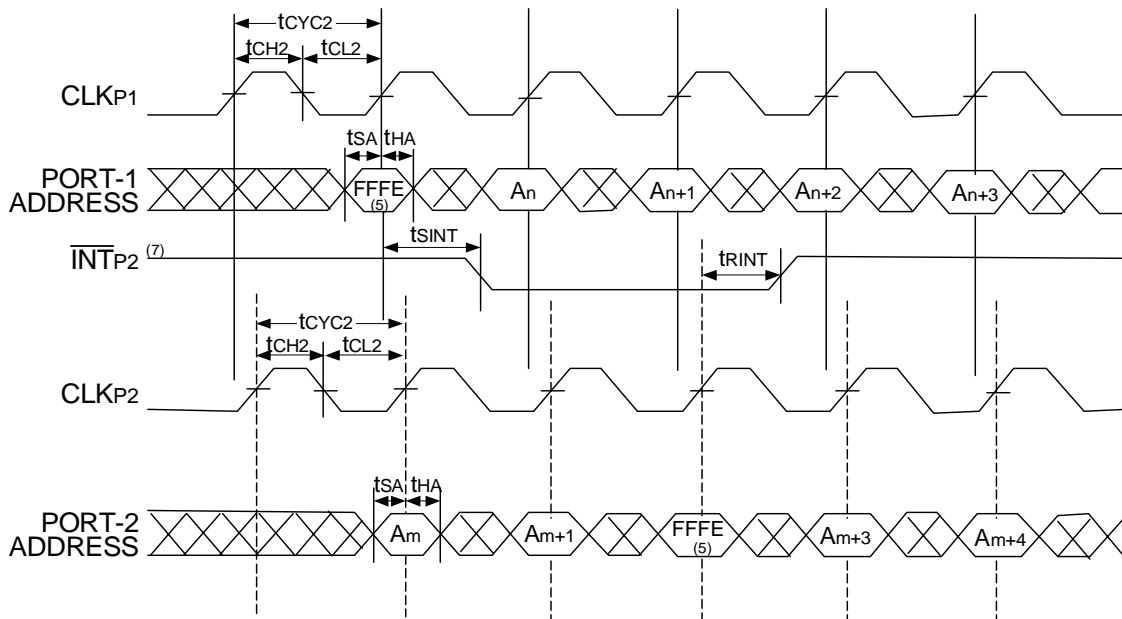 tCYC2
tCH2 tCL2
CLKP1
tSA tHA
PORT-1
ADDRESS
FFFE
(5)
An An+1 An+2 An+3
tSINT
INTP2 (7)
tRINT
tCYC2
tCH2 tCL2
CLKP2
tSA tHA
PORT-2
ADDRESS
Am Am+1 FFFE
(5)
Am+3 Am+4